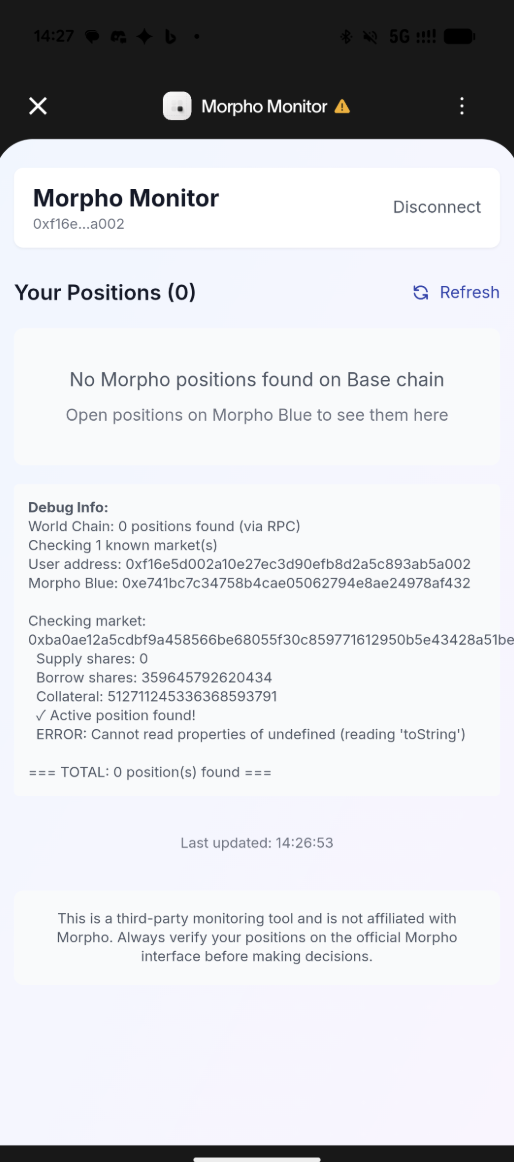 14:27
5G
Morpho Monitor ⚠️
Morpho Monitor
0xf16e...a002
Disconnect
Your Positions (0)
Refresh
No Morpho positions found on Base chain
Open positions on Morpho Blue to see them here
Debug Info:
World Chain: 0 positions found (via RPC)
Checking 1 known market(s)
User address: 0xf16e5d002a10e27ec3d90efb8d2a5c893ab5a002
Morpho Blue: 0xe741bc7c34758b4cae05062794e8ae24978af432
Checking market:
0xba0ae12a5cdbf9a458566be68055f30c859771612950b5e43428a51be
Supply shares: 0
Borrow shares: 359645792620434
Collateral: 512711245336368593791
✓ Active position found!
ERROR: Cannot read properties of undefined (reading 'toString')
=== TOTAL: 0 position(s) found ===
Last updated: 14:26:53
This is a third-party monitoring tool and is not affiliated with
Morpho. Always verify your positions on the official Morpho
interface before making decisions.